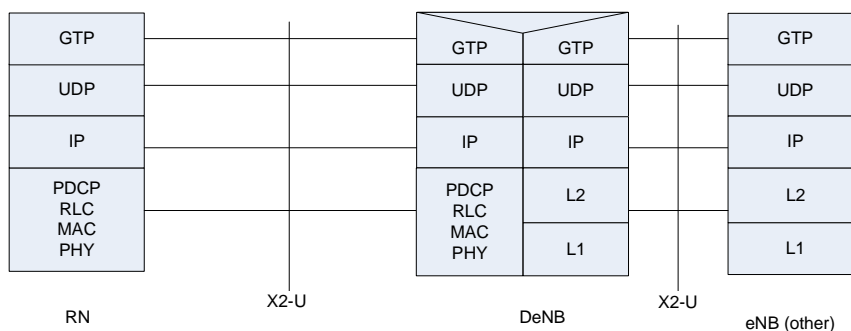 GTP
UDP
IP
PDCP
RLC
MAC
PHY
RN
X2-U
GTP
GTP
UDP
UDP
IP
IP
PDCP
RLC
MAC
PHY
L2
L1
DeNB
X2-U
GTP
UDP
IP
L2
L1
eNB (other)